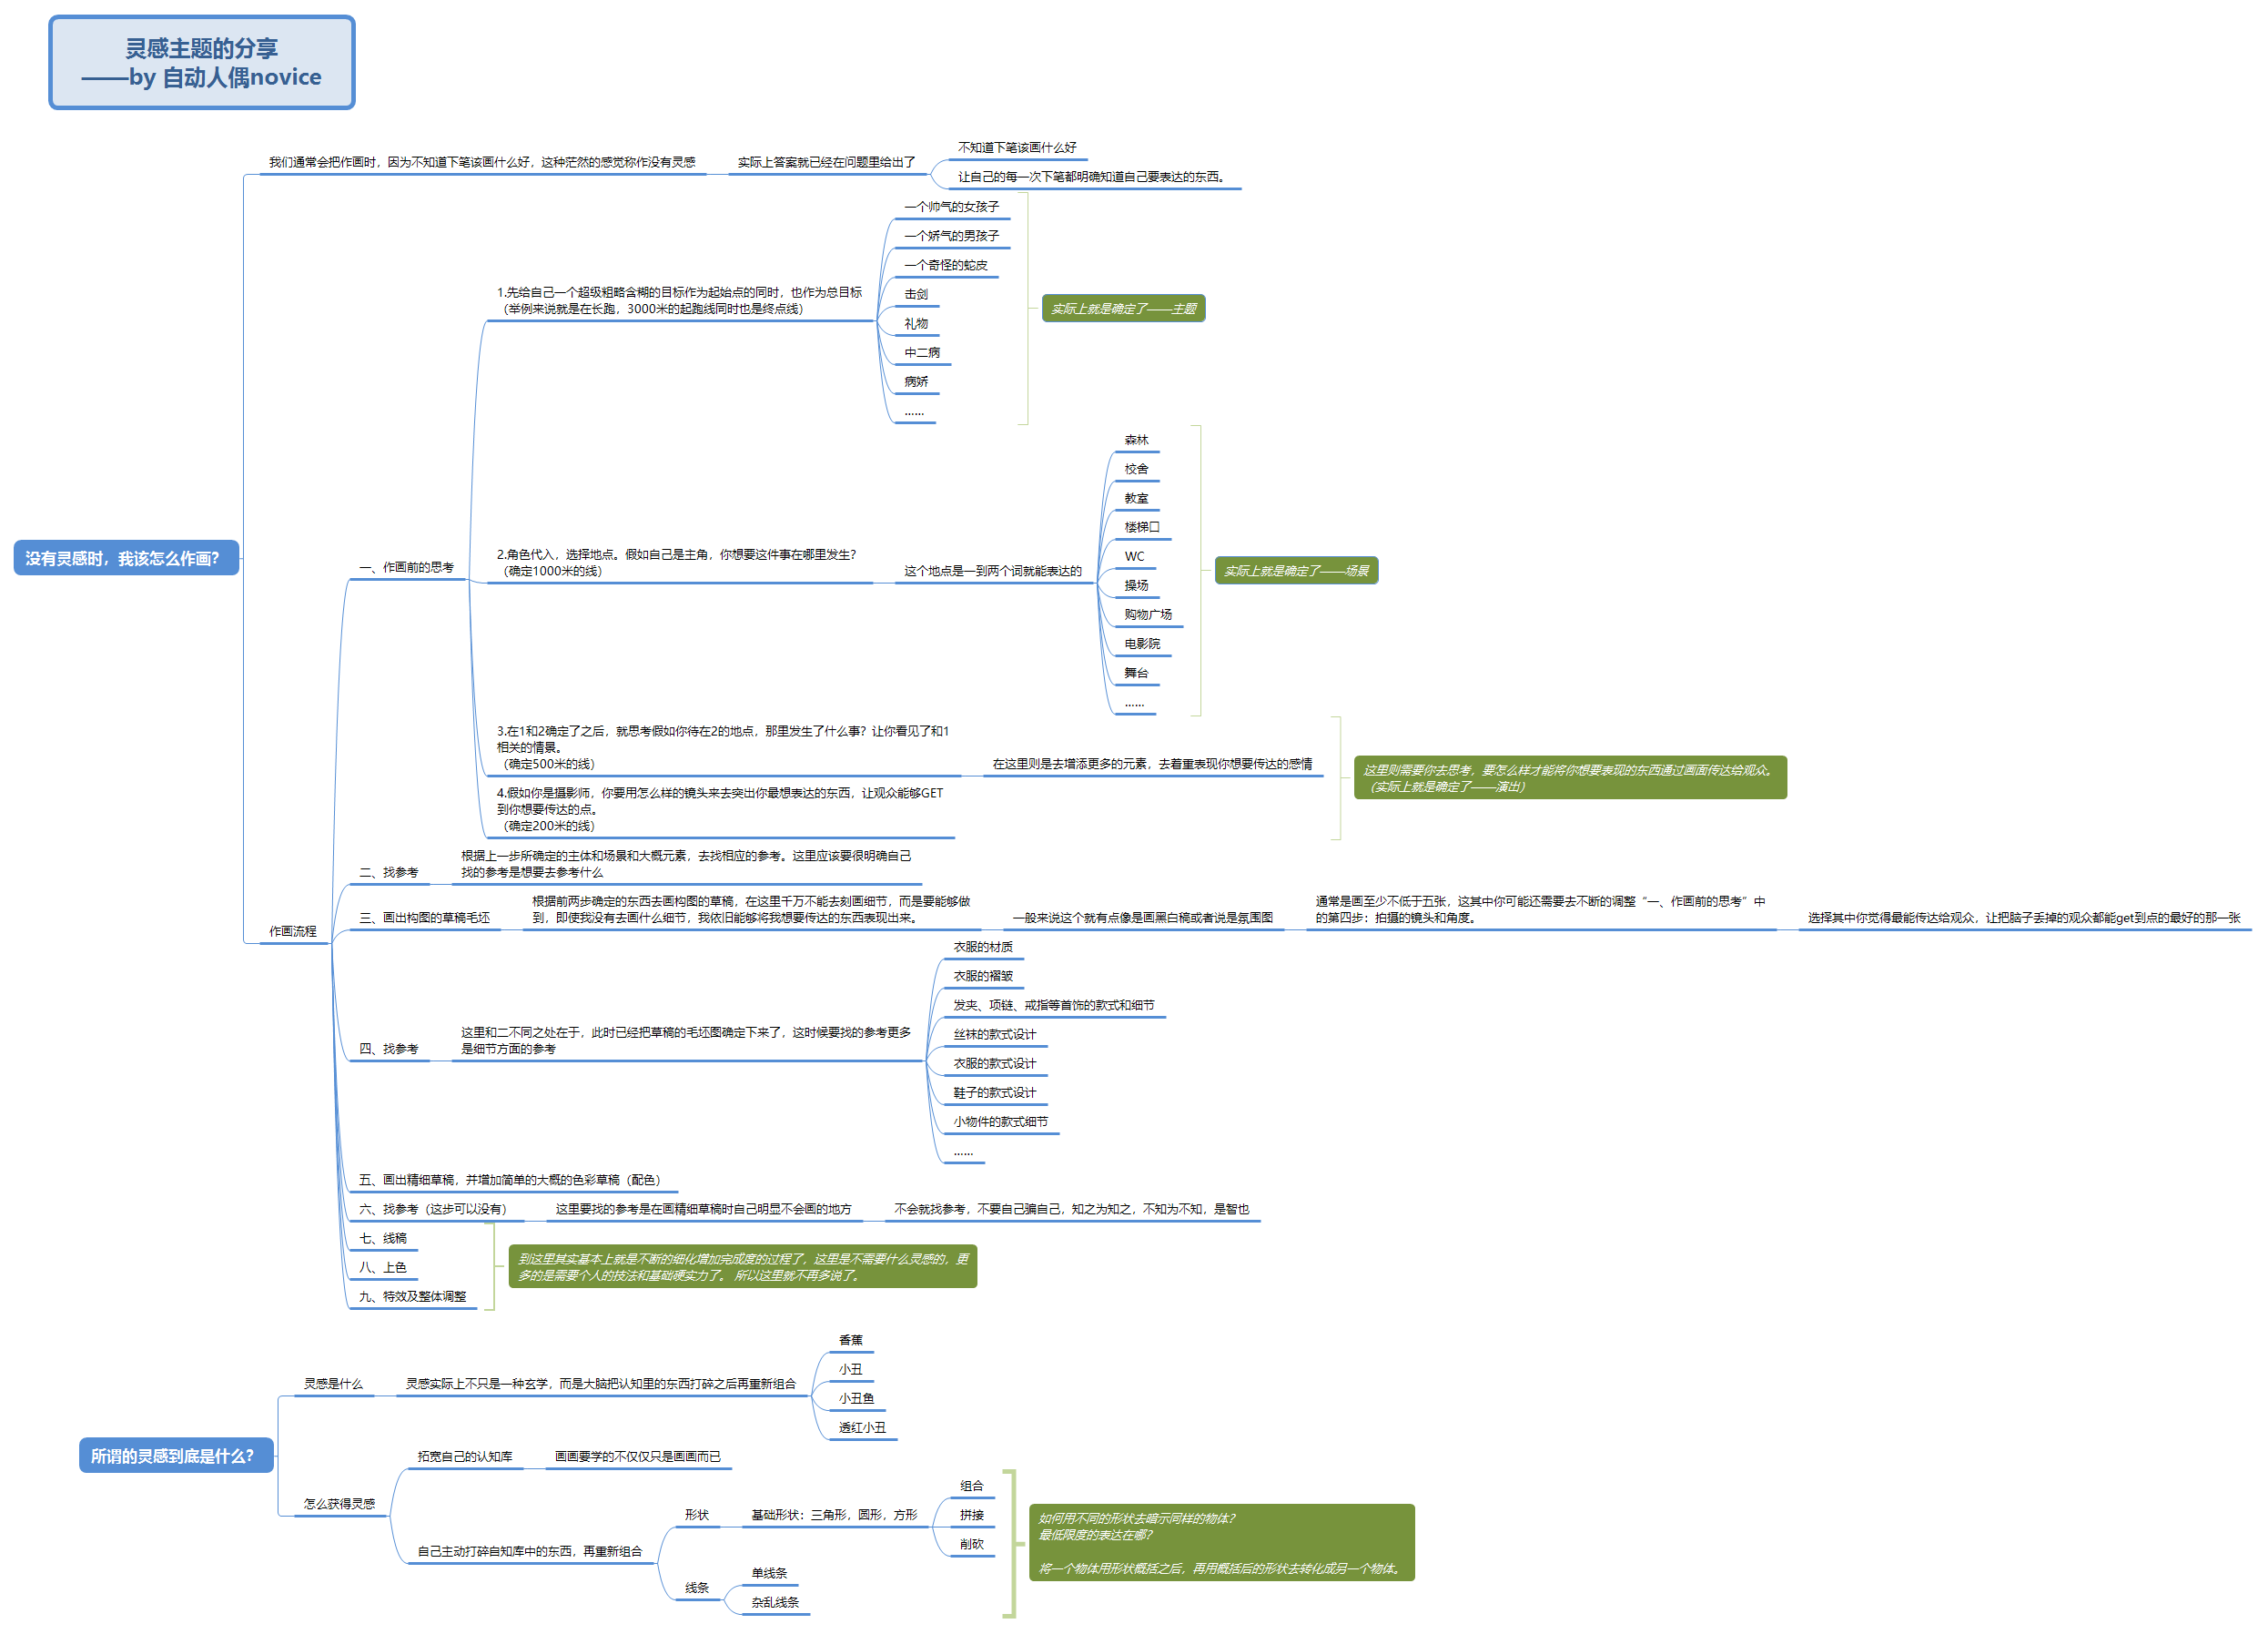 灵感主题的分享
——by 自动人偶novice
没有灵感时，我该怎么作画？
我们通常会把作画时，因为不知道下笔该画什么好，这种茫然的感觉称作没有灵感
实际上答案就已经在问题里给出了
不知道下笔该画什么好
让自己的每一次下笔都明确知道自己要表达的东西。
作画流程
一、作画前的思考
1.先给自己一个超级粗略含糊的目标作为起始点的同时，也作为总目标
（举例来说就是在长跑，3000米的起跑线同时也是终点线）
一个帅气的女孩子
一个娇气的男孩子
一个奇怪的蛇皮
击剑
礼物
中二病
病娇
……
实际上就是确定了——主题
2.角色代入，选择地点。假如自己是主角，你想要这件事在哪里发生？
（确定1000米的线）
这个地点是一到两个词就能表达的
森林
校舍
教室
楼梯口
WC
操场
购物广场
电影院
舞台
……
实际上就是确定了——场景
3.在1和2确定了之后，就思考假如你待在2的地点，那里发生了什么事？让你看见了和1
相关的情景。
（确定500米的线）
在这里则是去增添更多的元素，去着重表现你想要传达的感情
4.假如你是摄影师，你要用怎么样的镜头来去突出你最想表达的东西，让观众能够GET
到你想要传达的点。
（确定200米的线）
这里则需要你去思考，要怎么样才能将你想要表现的东西通过画面传达给观众。
（实际上就是确定了——演出）
二、找参考
根据上一步所确定的主体和场景和大概元素，去找相应的参考。这里应该要很明确自己
找的参考是想要去参考什么
三、画出构图的草稿毛坯
根据前两步确定的东西去画构图的草稿，在这里千万不能去刻画细节，而是要能够做
到，即使我没有去画什么细节，我依旧能够将我想要传达的东西表现出来。
一般来说这个就有点像是画黑白稿或者说是氛围图
通常是画至少不低于五张，这其中你可能还需要去不断的调整“一、作画前的思考”中
的第四步：拍摄的镜头和角度。
选择其中你觉得最能传达给观众，让把脑子丢掉的观众都能get到点的最好的那一张
四、找参考
这里和二不同之处在于，此时已经把草稿的毛坯图确定下来了，这时候要找的参考更多
是细节方面的参考
衣服的材质
衣服的褶皱
发夹、项链、戒指等首饰的款式和细节
丝袜的款式设计
衣服的款式设计
鞋子的款式设计
小物件的款式细节
……
五、画出精细草稿，并增加简单的大概的色彩草稿（配色）
六、找参考（这步可以没有）
这里要找的参考是在画精细草稿时自己明显不会画的地方
不会就找参考，不要自己骗自己，知之为知之，不知为不知，是智也
七、线稿
八、上色
九、特效及整体调整
到这里其实基本上就是不断的细化增加完成度的过程了，这里是不需要什么灵感的，更
多的是需要个人的技法和基础硬实力了。 所以这里就不再多说了。
所谓的灵感到底是什么？
灵感是什么
灵感实际上不只是一种玄学，而是大脑把认知里的东西打碎之后再重新组合
香蕉
小丑
小丑鱼
透红小丑
怎么获得灵感
拓宽自己的认知库
画画要学的不仅仅只是画画而已
自己主动打碎自知库中的东西，再重新组合
形状
基础形状：三角形，圆形，方形
组合
拼接
削砍
线条
单线条
杂乱线条
如何用不同的形状去暗示同样的物体？
最低限度的表达在哪？
将一个物体用形状概括之后，再用概括后的形状去转化成另一个物体。